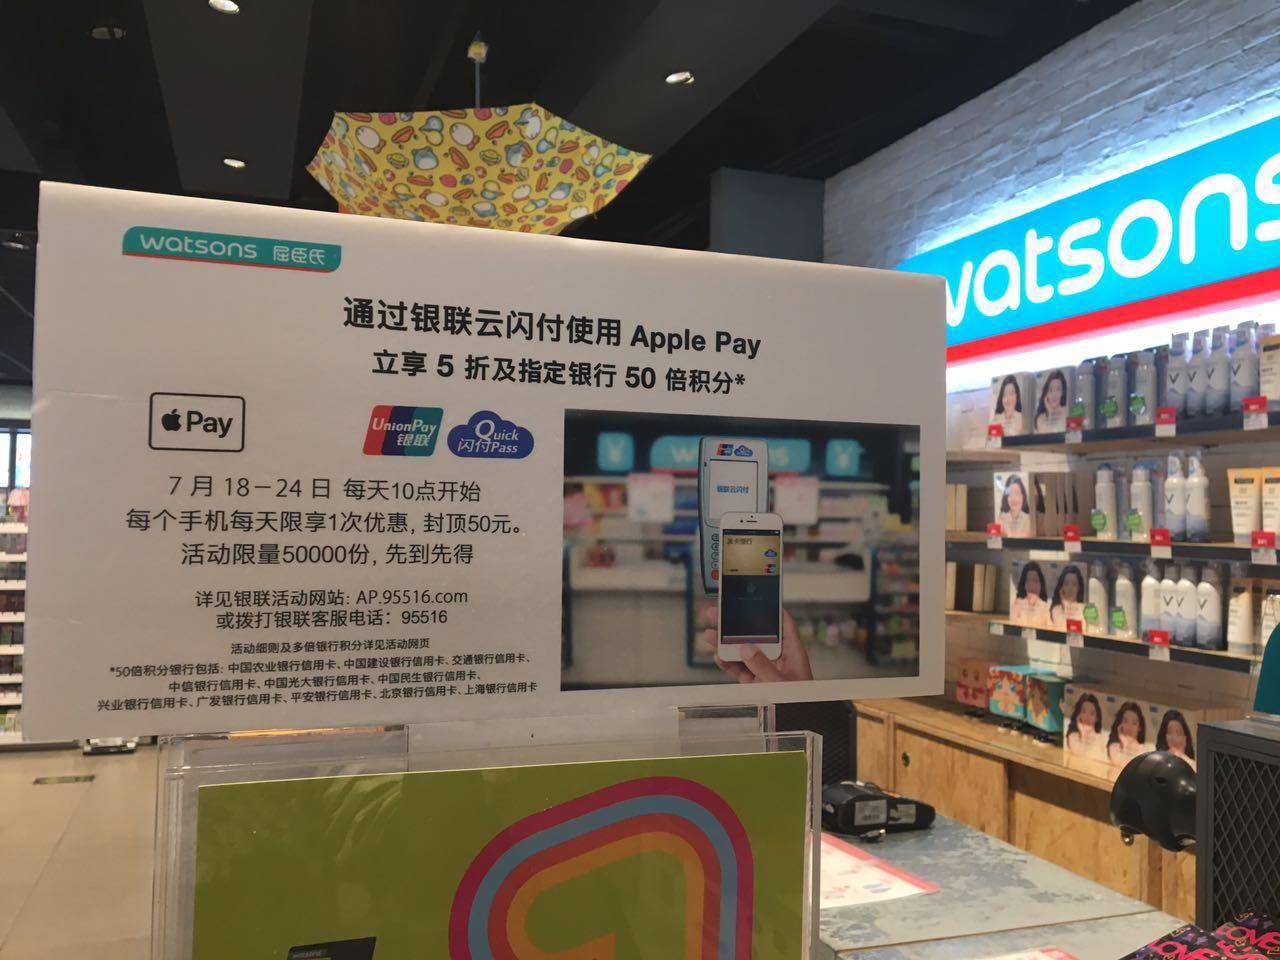 watsons 屈臣氏
通过银联云闪付使用 Apple Pay
立享 5 折及指定银行 50 倍积分*
Pay
UnionPay
银联
Quick
闪付Pass
7 月 18－24 日 每天10点开始
每个手机每天限享1次优惠, 封顶50元。
活动限量50000份, 先到先得
详见银联活动网站: AP.95516.com
或拨打银联客服电话：95516
活动细则及多倍银行积分详见活动网页
*50倍积分银行包括: 中国农业银行信用卡、中国建设银行信用卡、交通银行信用卡、
中信银行信用卡、中国光大银行信用卡、中国民生银行信用卡、
兴业银行信用卡、广发银行信用卡、平安银行信用卡、北京银行信用卡、上海银行信用卡
银联云闪付
watsons